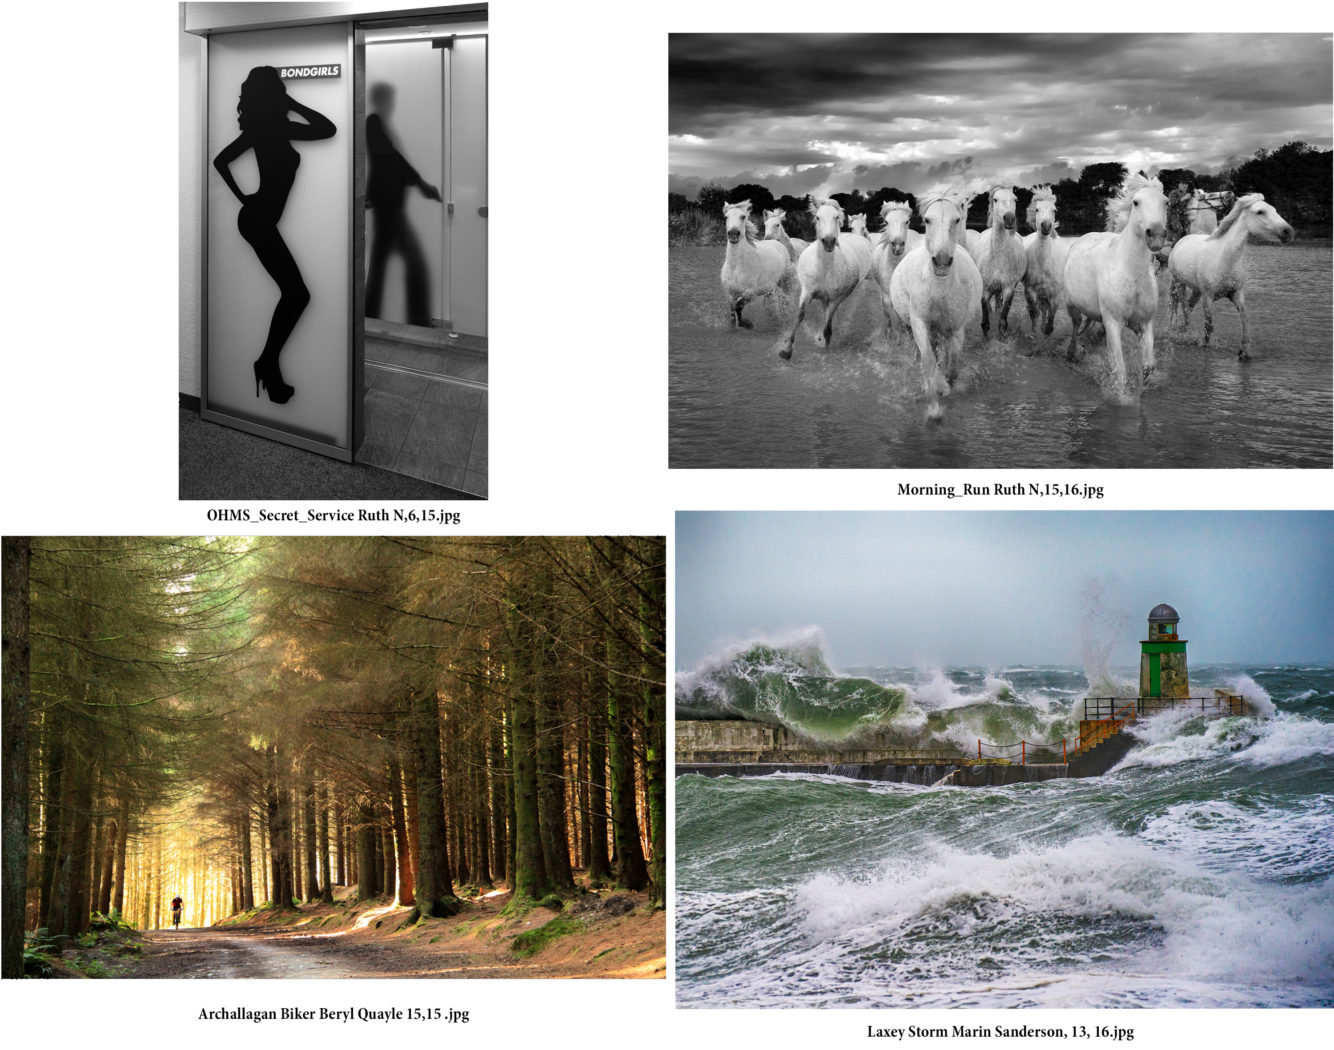 BONDGIRLS
OHMS_Secret_Service Ruth N,6,15.jpg
Morning_Run Ruth N,15,16.jpg
Archallagan Biker Beryl Quayle 15,15 .jpg
Laxey Storm Marin Sanderson, 13, 16.jpg